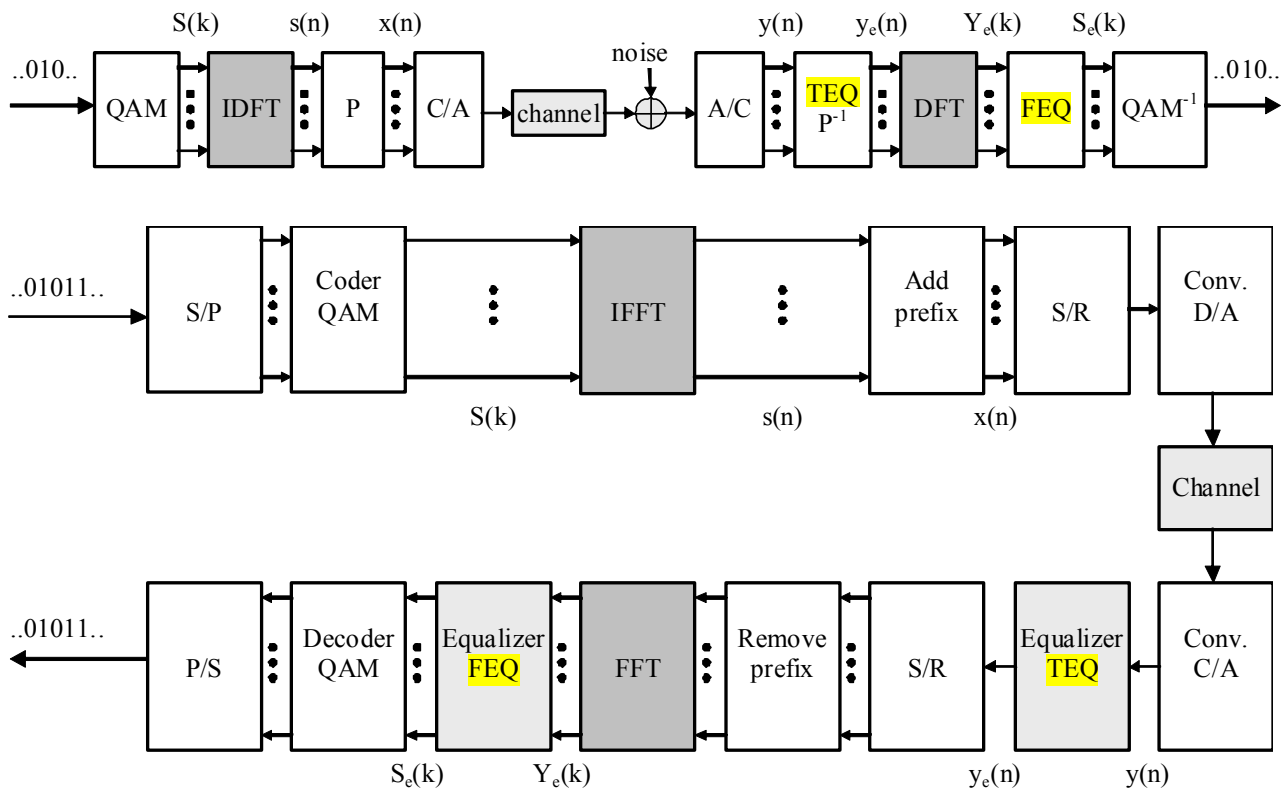 S(k) s(n) x(n) y(n) yₑ(n) Yₑ(k) Sₑ(k)
..010.. noise ..010..
QAM IDFT P C/A channel A/C TEQ P⁻¹ DFT FEQ QAM⁻¹
..01011..
S/P
Coder
QAM
IFFT
Add
prefix
S/R
Conv.
D/A
S(k) s(n) x(n)
Channel
..01011..
P/S
Decoder
QAM
Equalizer
FEQ
FFT
Remove
prefix
S/R
Equalizer
TEQ
Conv.
C/A
Sₑ(k) Yₑ(k) yₑ(n) y(n)